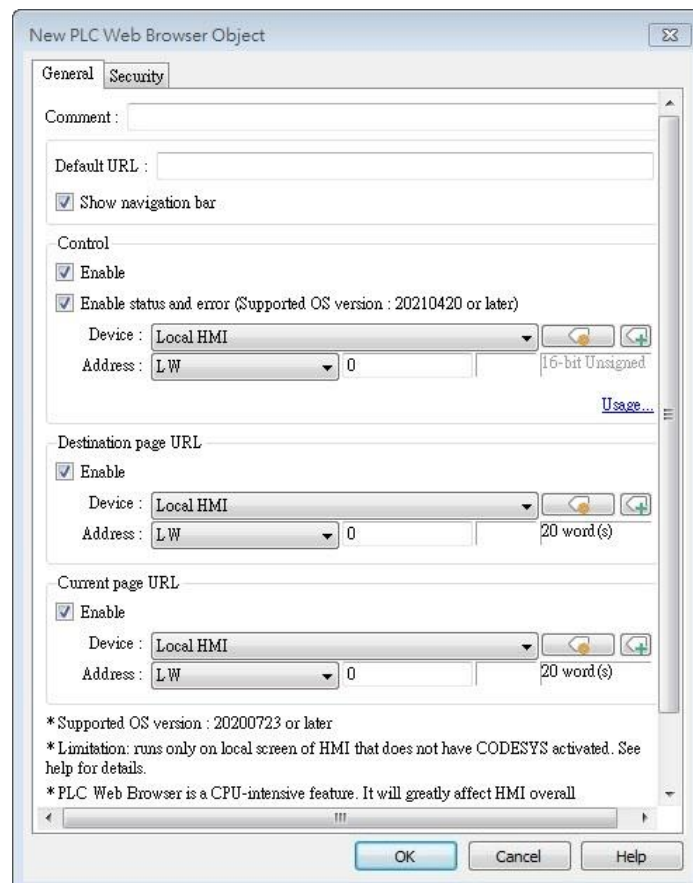 New PLC Web Browser Object
General Security
Comment :
Default URL :
Show navigation bar
Control
Enable
Enable status and error (Supported OS version : 20210420 or later)
Device : Local HMI
Address : LW 0 16-bit Unsigned
Usage...
Destination page URL
Enable
Device : Local HMI
Address : LW 0 20 word(s)
Current page URL
Enable
Device : Local HMI
Address : LW 0 20 word(s)
* Supported OS version : 20200723 or later
* Limitation: runs only on local screen of HMI that does not have CODESYS activated. See
help for details.
* PLC Web Browser is a CPU-intensive feature. It will greatly affect HMI overall
OK Cancel Help